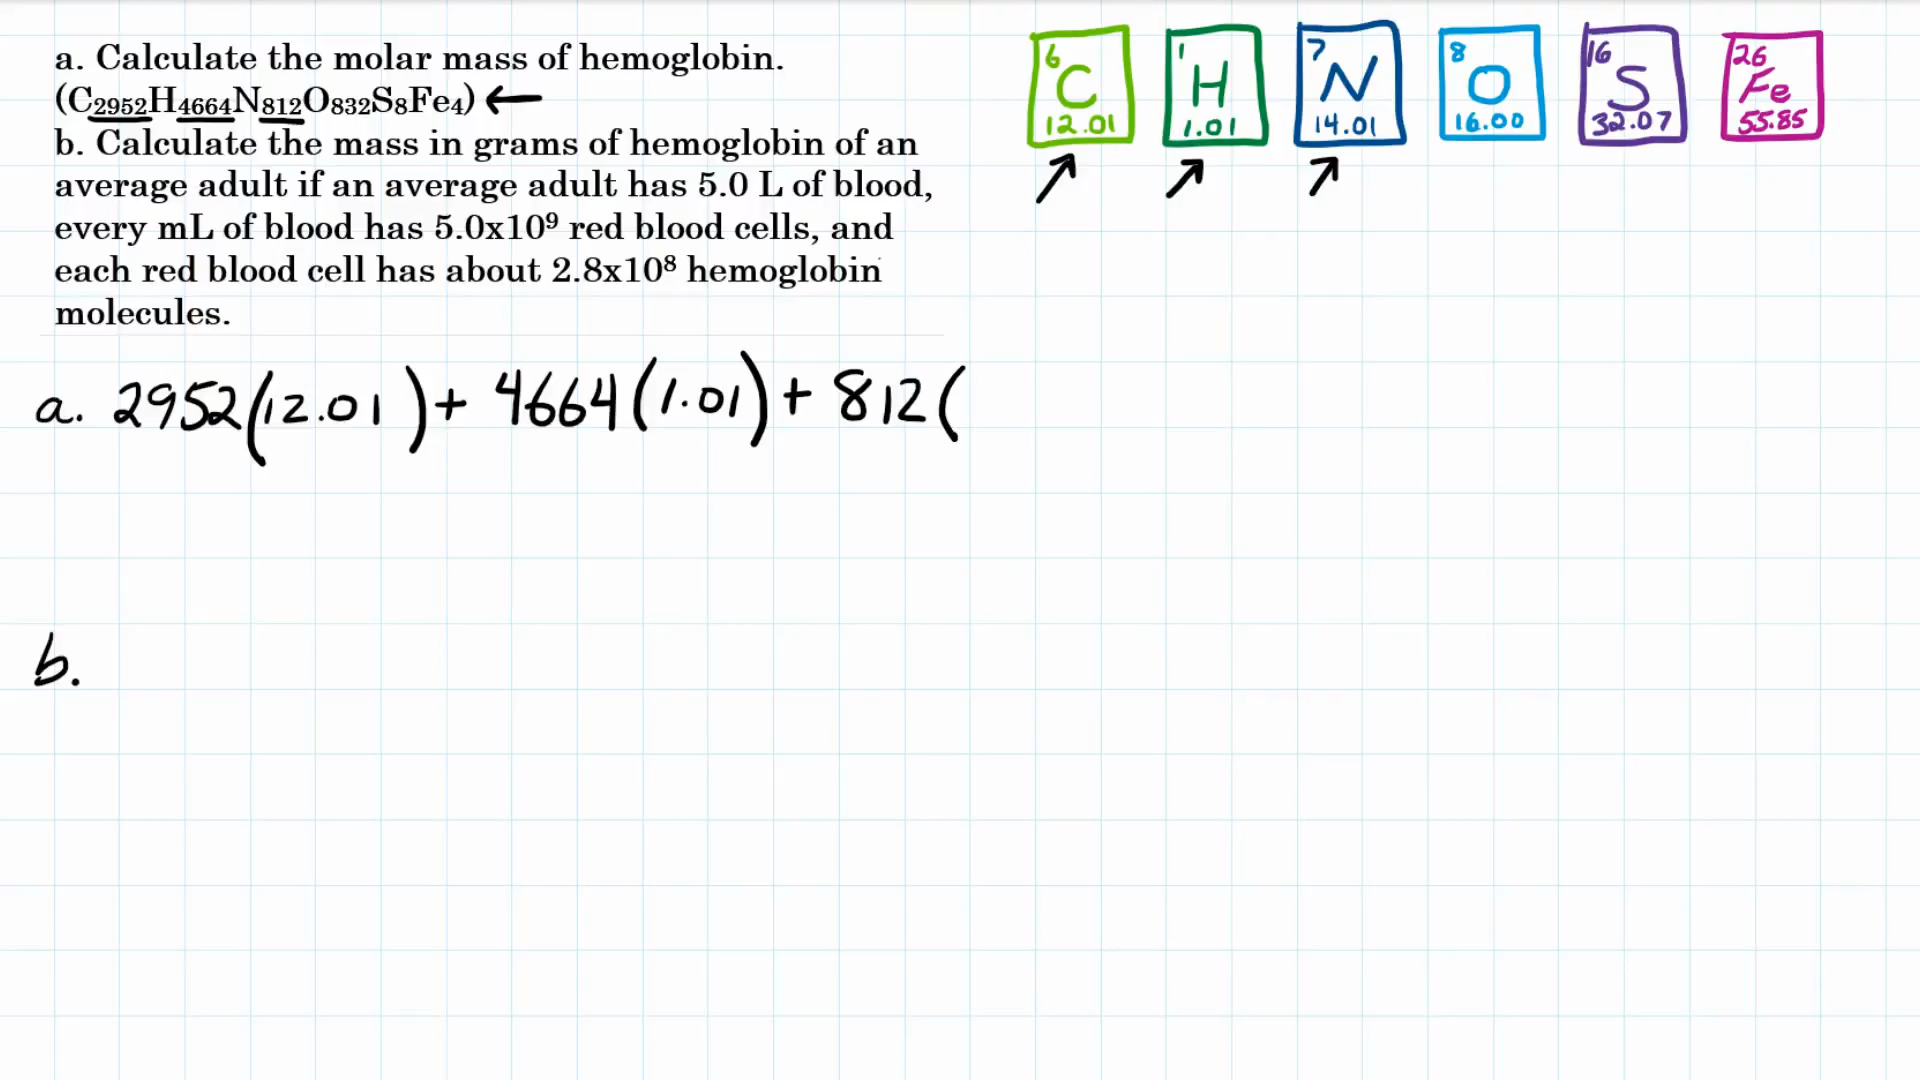 a. Calculate the molar mass of hemoglobin.
(C₂₉₅₂H₄₆₆₄N₈₁₂O₈₃₂S₈Fe₄) ←
b. Calculate the mass in grams of hemoglobin of an
average adult if an average adult has 5.0 L of blood,
every mL of blood has 5.0x10⁹ red blood cells, and
each red blood cell has about 2.8x10⁸ hemoglobin
molecules.
6
C
12.01
1
H
1.01
7
N
14.01
8
O
16.00
16
S
32.07
26
Fe
55.85
a. 2952(12.01) + 4664(1.01) + 812(
b.